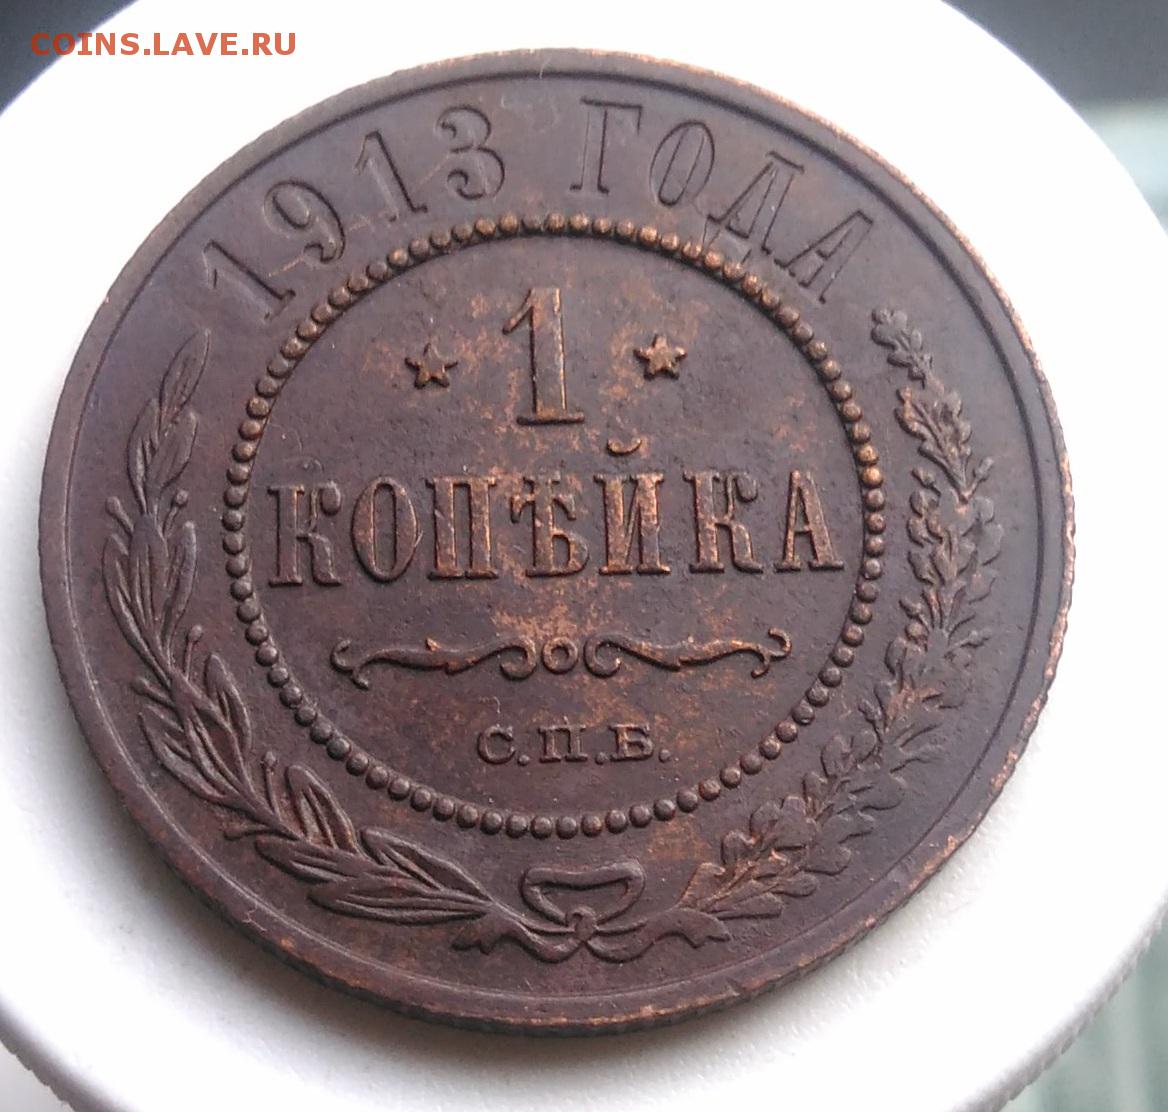 COINS.LAVE.RU
1913 ГОДА
1
КОПѢЙКА
С.П.Б.